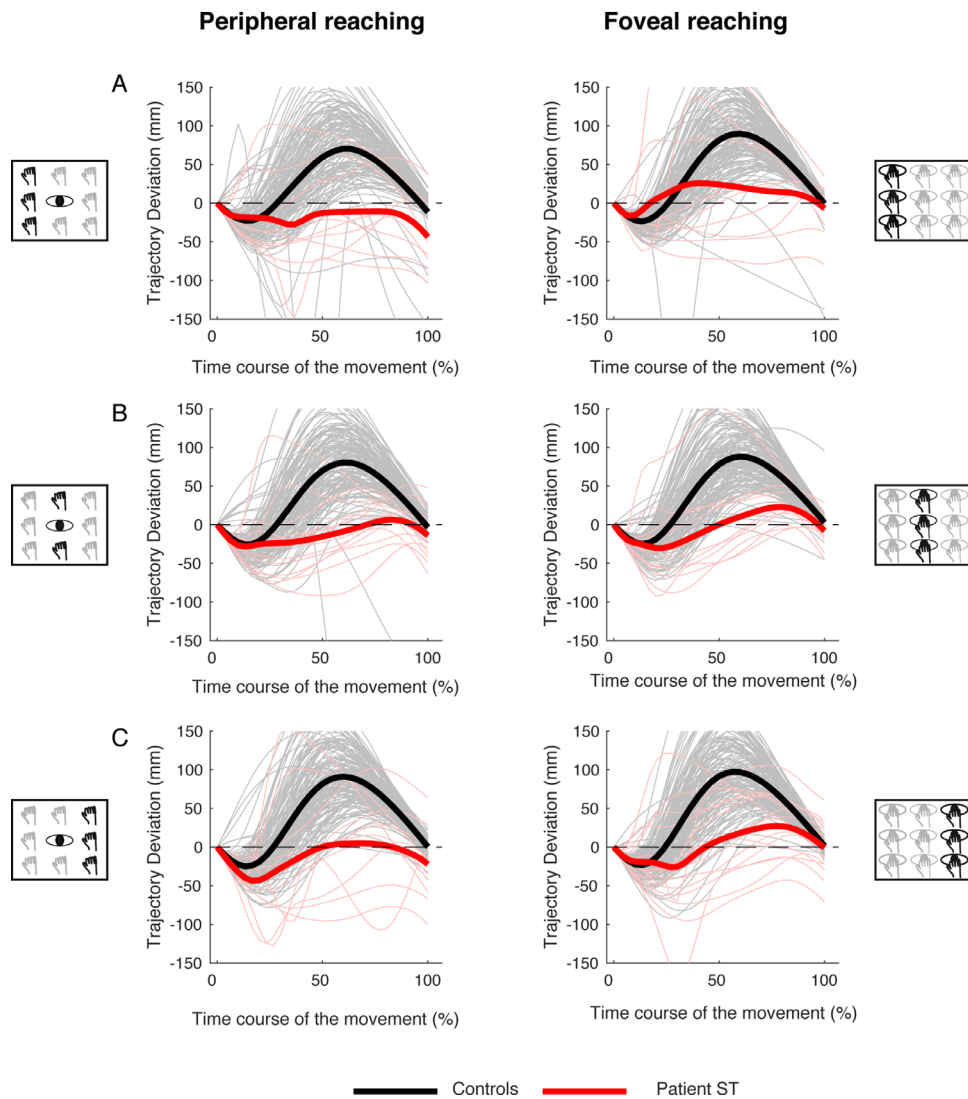 Peripheral reaching Foveal reaching
A
Trajectory Deviation (mm)
150
100
50
0
-50
-100
-150
0 50 100
Time course of the movement (%)
Trajectory Deviation (mm)
150
100
50
0
-50
-100
-150
0 50 100
Time course of the movement (%)
B
Trajectory Deviation (mm)
150
100
50
0
-50
-100
-150
0 50 100
Time course of the movement (%)
Trajectory Deviation (mm)
150
100
50
0
-50
-100
-150
0 50 100
Time course of the movement (%)
C
Trajectory Deviation (mm)
150
100
50
0
-50
-100
-150
0 50 100
Time course of the movement (%)
Trajectory Deviation (mm)
150
100
50
0
-50
-100
-150
0 50 100
Time course of the movement (%)
Controls Patient ST